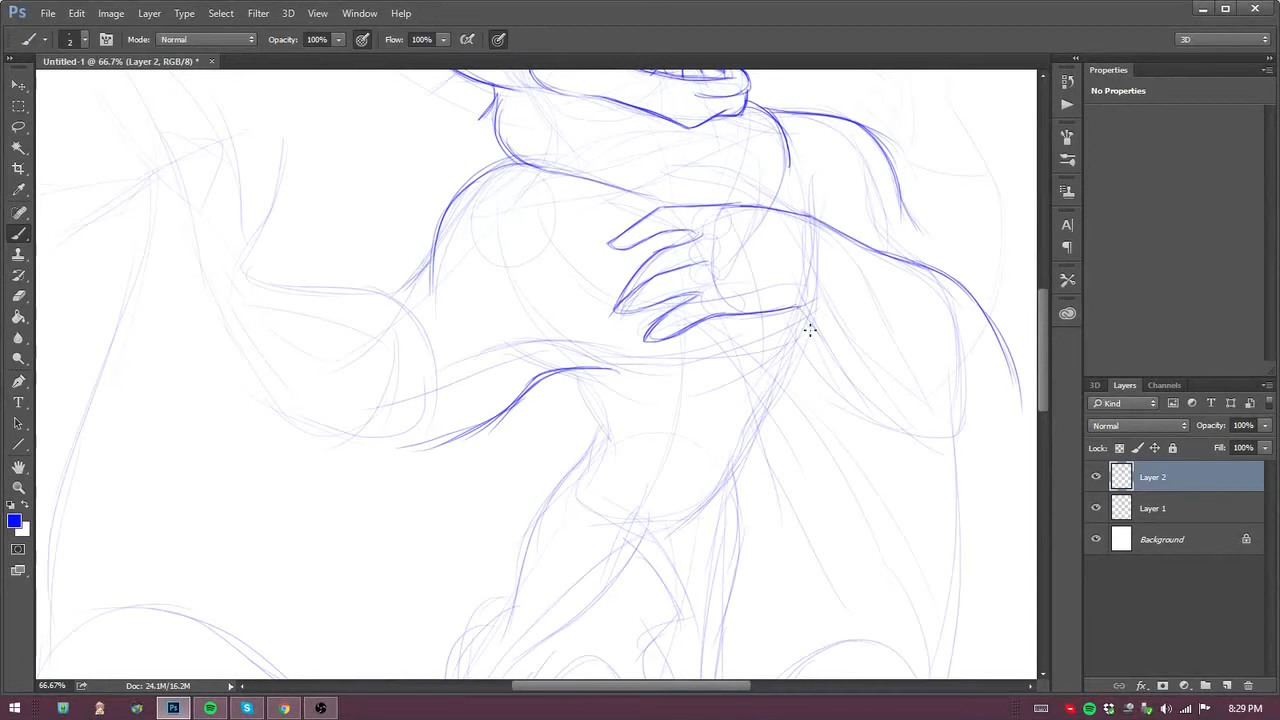 Ps File Edit Image Layer Type Select Filter 3D View Window Help
2 Mode: Normal Opacity: 100% Flow: 100% 3D
Untitled-1 @ 66.7% (Layer 2, RGB/8) * ×
Properties
No Properties
3D Layers Channels
Kind
Normal Opacity: 100%
Lock: Fill: 100%
Layer 2
Layer 1
Background
66.67% Doc: 24.1M/16.2M
Ps 8:29 PM